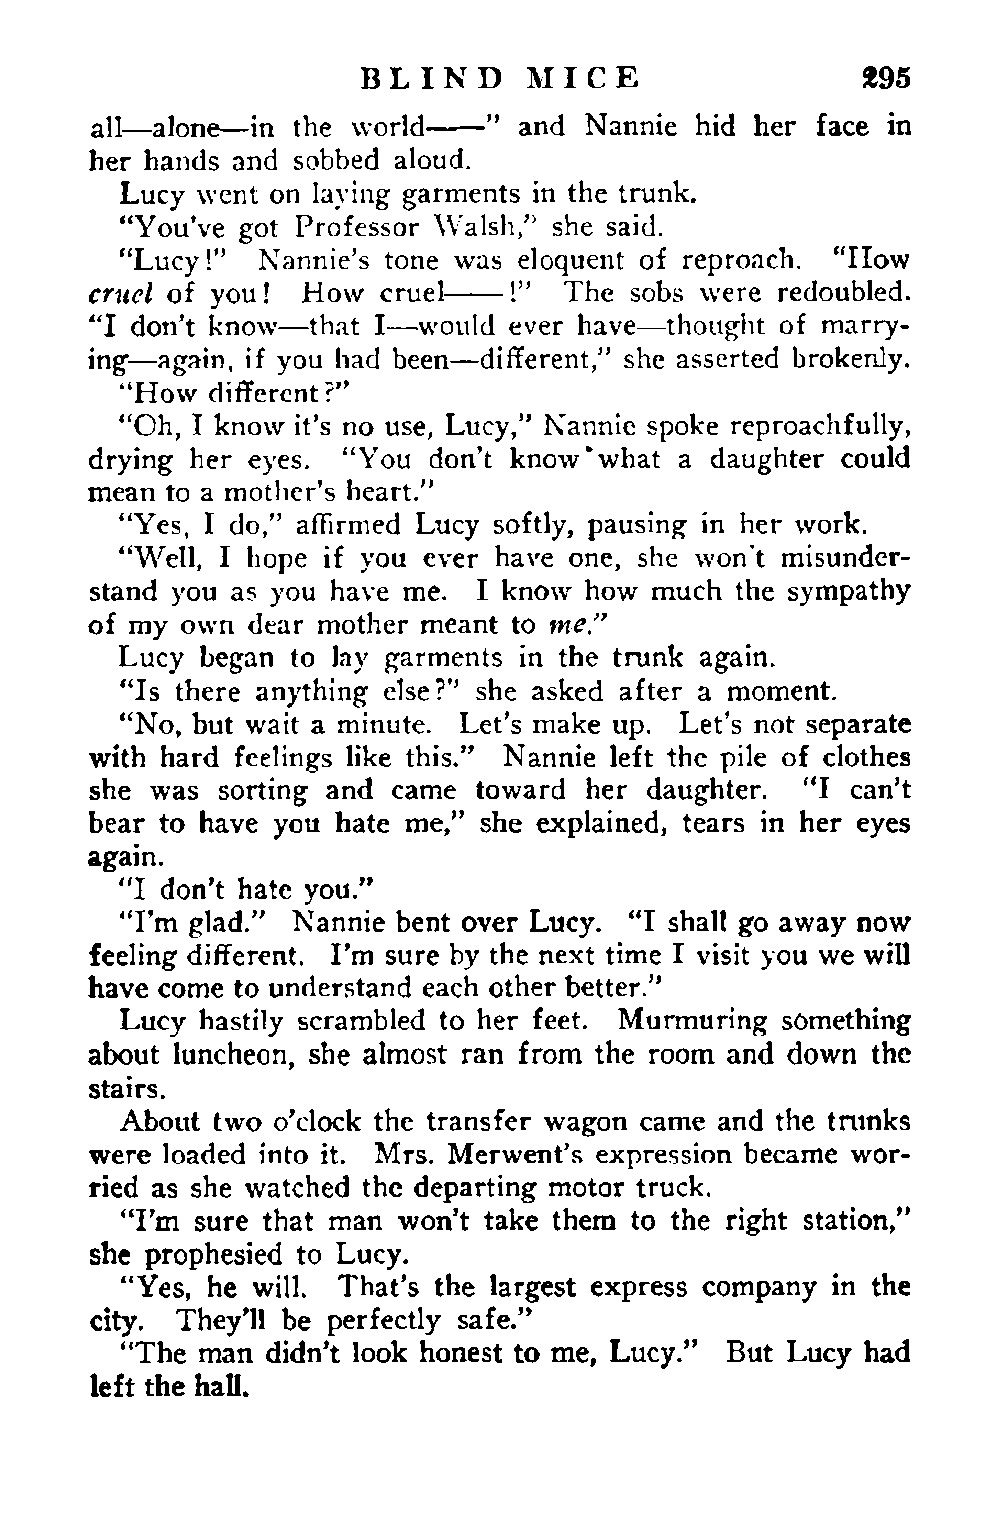 BLIND MICE 295
all—alone—in the world——" and Nannie hid her face in
her hands and sobbed aloud.
Lucy went on laying garments in the trunk.
"You've got Professor Walsh," she said.
"Lucy!" Nannie's tone was eloquent of reproach. "How
cruel of you! How cruel——!" The sobs were redoubled.
"I don't know—that I—would ever have—thought of marry-
ing—again, if you had been—different," she asserted brokenly.
"How different?"
"Oh, I know it's no use, Lucy," Nannie spoke reproachfully,
drying her eyes. "You don't know what a daughter could
mean to a mother's heart."
"Yes, I do," affirmed Lucy softly, pausing in her work.
"Well, I hope if you ever have one, she won't misunder-
stand you as you have me. I know how much the sympathy
of my own dear mother meant to me."
Lucy began to lay garments in the trunk again.
"Is there anything else?" she asked after a moment.
"No, but wait a minute. Let's make up. Let's not separate
with hard feelings like this." Nannie left the pile of clothes
she was sorting and came toward her daughter. "I can't
bear to have you hate me," she explained, tears in her eyes
again.
"I don't hate you."
"I'm glad." Nannie bent over Lucy. "I shall go away now
feeling different. I'm sure by the next time I visit you we will
have come to understand each other better."
Lucy hastily scrambled to her feet. Murmuring something
about luncheon, she almost ran from the room and down the
stairs.
About two o'clock the transfer wagon came and the trunks
were loaded into it. Mrs. Merwent's expression became wor-
ried as she watched the departing motor truck.
"I'm sure that man won't take them to the right station,"
she prophesied to Lucy.
"Yes, he will. That's the largest express company in the
city. They'll be perfectly safe."
"The man didn't look honest to me, Lucy." But Lucy had
left the hall.